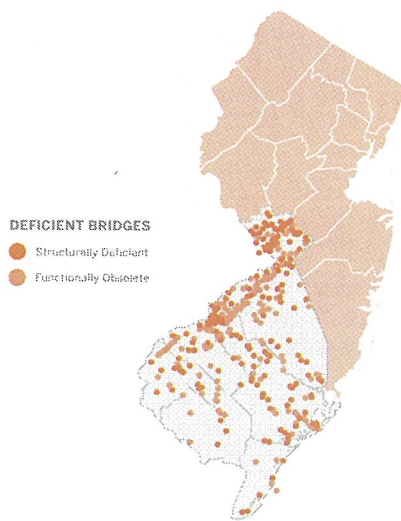 DEFICIENT BRIDGES
Structurally Deficient
Functionally Obsolete